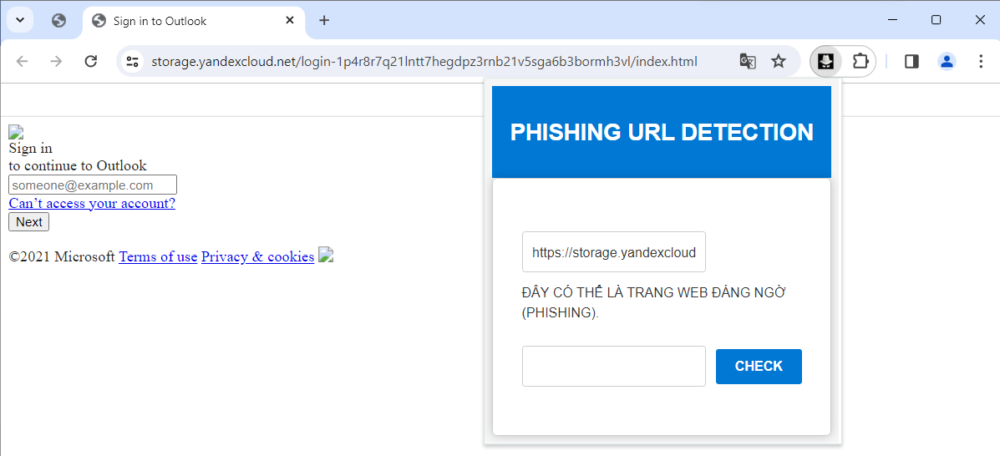 Sign in to Outlook
storage.yandexcloud.net/login-1p4r8r7q21lntt7hegdpz3rnb21v5sga6b3bormh3vl/index.html
Sign in
to continue to Outlook
someone@example.com
Can’t access your account?
Next
©2021 Microsoft Terms of use Privacy & cookies
PHISHING URL DETECTION
https://storage.yandexcloud
ĐÂY CÓ THỂ LÀ TRANG WEB ĐÁNG NGỜ
(PHISHING).
CHECK